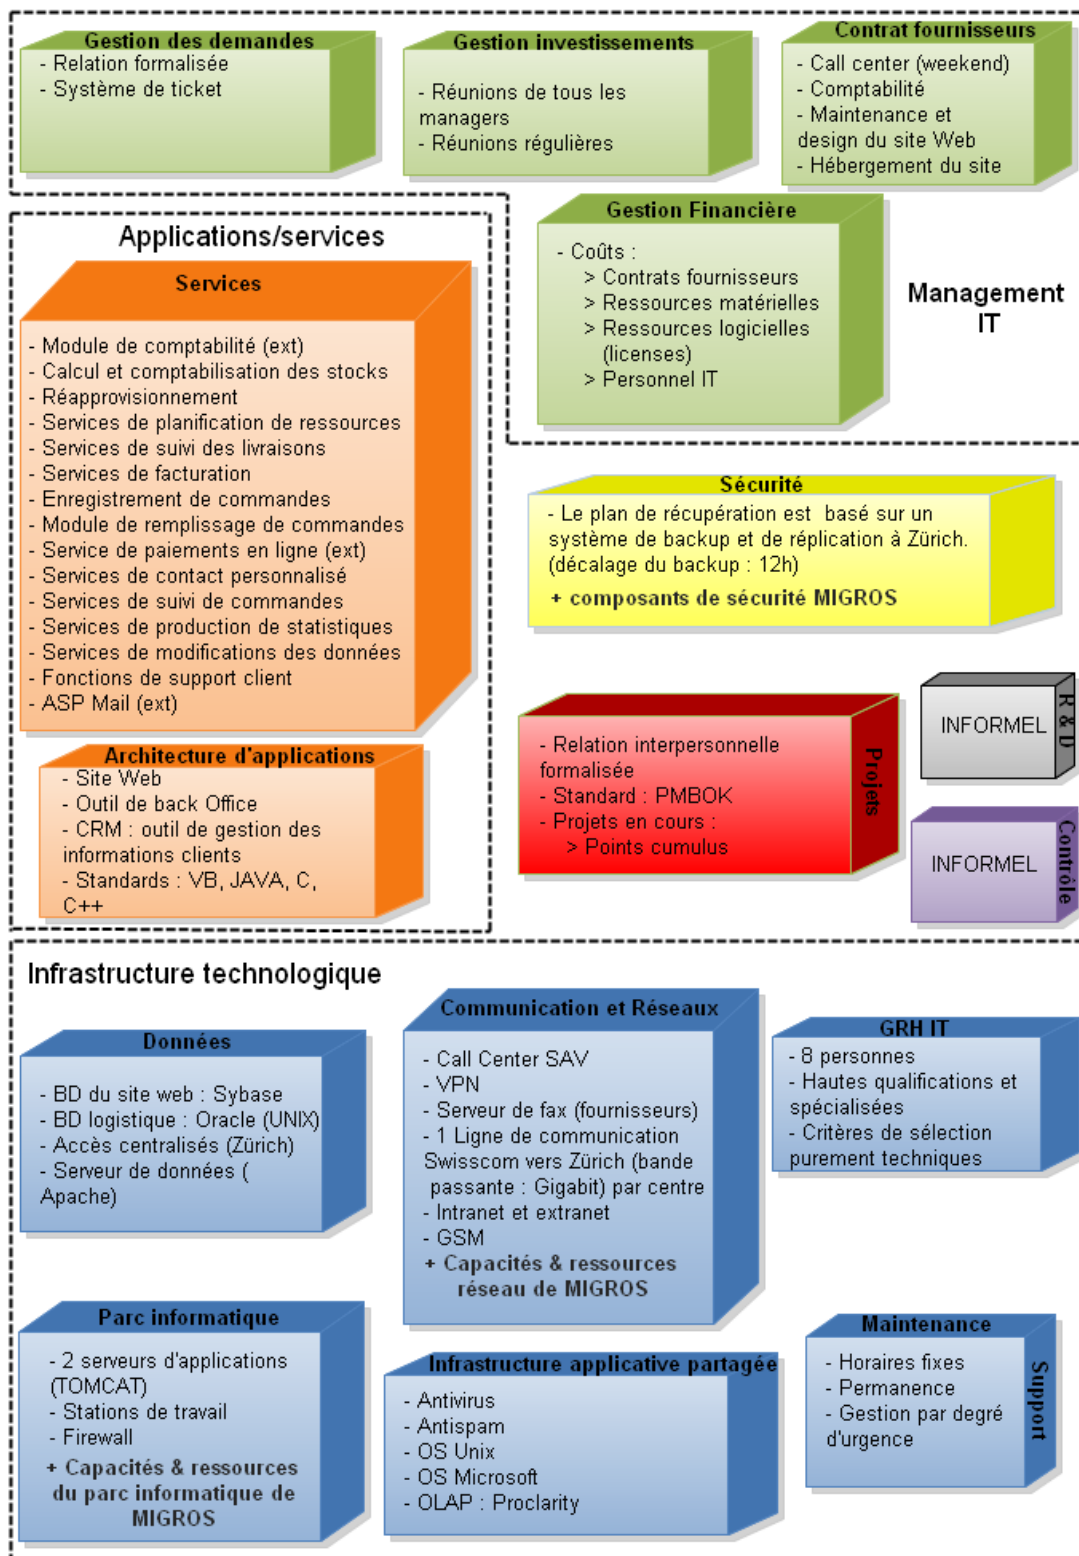 Gestion des demandes
- Relation formalisée
- Système de ticket
Gestion investissements
- Réunions de tous les
managers
- Réunions régulières
Contrat fournisseurs
- Call center (weekend)
- Comptabilité
- Maintenance et
design du site Web
- Hébergement du site
Gestion Financière
- Coûts :
> Contrats fournisseurs
> Ressources matérielles
> Ressources logicielles
(licenses)
> Personnel IT
Management
IT
Applications/services
Services
- Module de comptabilité (ext)
- Calcul et comptabilisation des stocks
- Réapprovisionnement
- Services de planification de ressources
- Services de suivi des livraisons
- Services de facturation
- Enregistrement de commandes
- Module de remplissage de commandes
- Service de paiements en ligne (ext)
- Services de contact personnalisé
- Services de suivi de commandes
- Services de production de statistiques
- Services de modifications des données
- Fonctions de support client
- ASP Mail (ext)
Architecture d'applications
- Site Web
- Outil de back Office
- CRM : outil de gestion des
informations clients
- Standards : VB, JAVA, C,
C++
Sécurité
- Le plan de récupération est basé sur un
système de backup et de réplication à Zürich.
(décalage du backup : 12h)
+ composants de sécurité MIGROS
Projets
- Relation interpersonnelle
formalisée
- Standard : PMBOK
- Projets en cours :
> Points cumulus
INFORMEL
R & D
INFORMEL
Contrôle
Infrastructure technologique
Données
- BD du site web : Sybase
- BD logistique : Oracle (UNIX)
- Accès centralisés (Zürich)
- Serveur de données (
Apache)
Communication et Réseaux
- Call Center SAV
- VPN
- Serveur de fax (fournisseurs)
- 1 Ligne de communication
Swisscom vers Zürich (bande
passante : Gigabit) par centre
- Intranet et extranet
- GSM
+ Capacités & ressources
réseau de MIGROS
GRH IT
- 8 personnes
- Hautes qualifications et
spécialisées
- Critères de sélection
purement techniques
Parc informatique
- 2 serveurs d'applications
(TOMCAT)
- Stations de travail
- Firewall
+ Capacités & ressources
du parc informatique de
MIGROS
Infrastructure applicative partagée
- Antivirus
- Antispam
- OS Unix
- OS Microsoft
- OLAP : Proclarity
Maintenance
- Horaires fixes
- Permanence
- Gestion par degré
d'urgence
Support